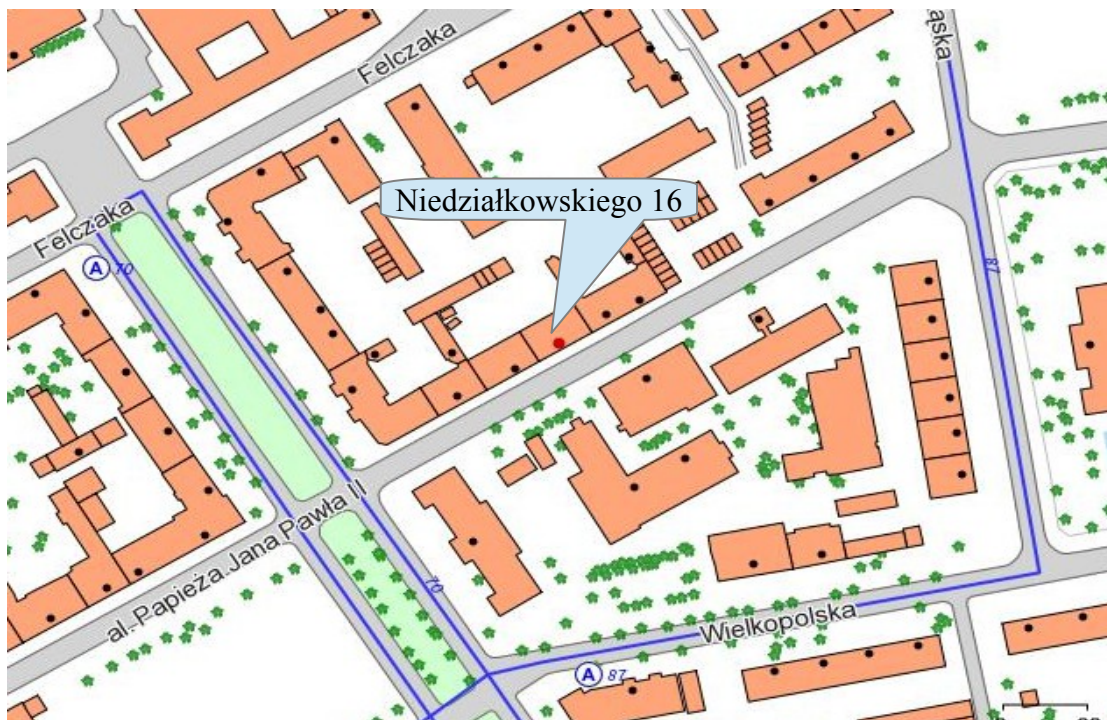 Felczaka
Niedziałkowskiego 16
Felczaka
A 70
87
al. Papieża Jana Pawła II
70
Wielkopolska
A 87